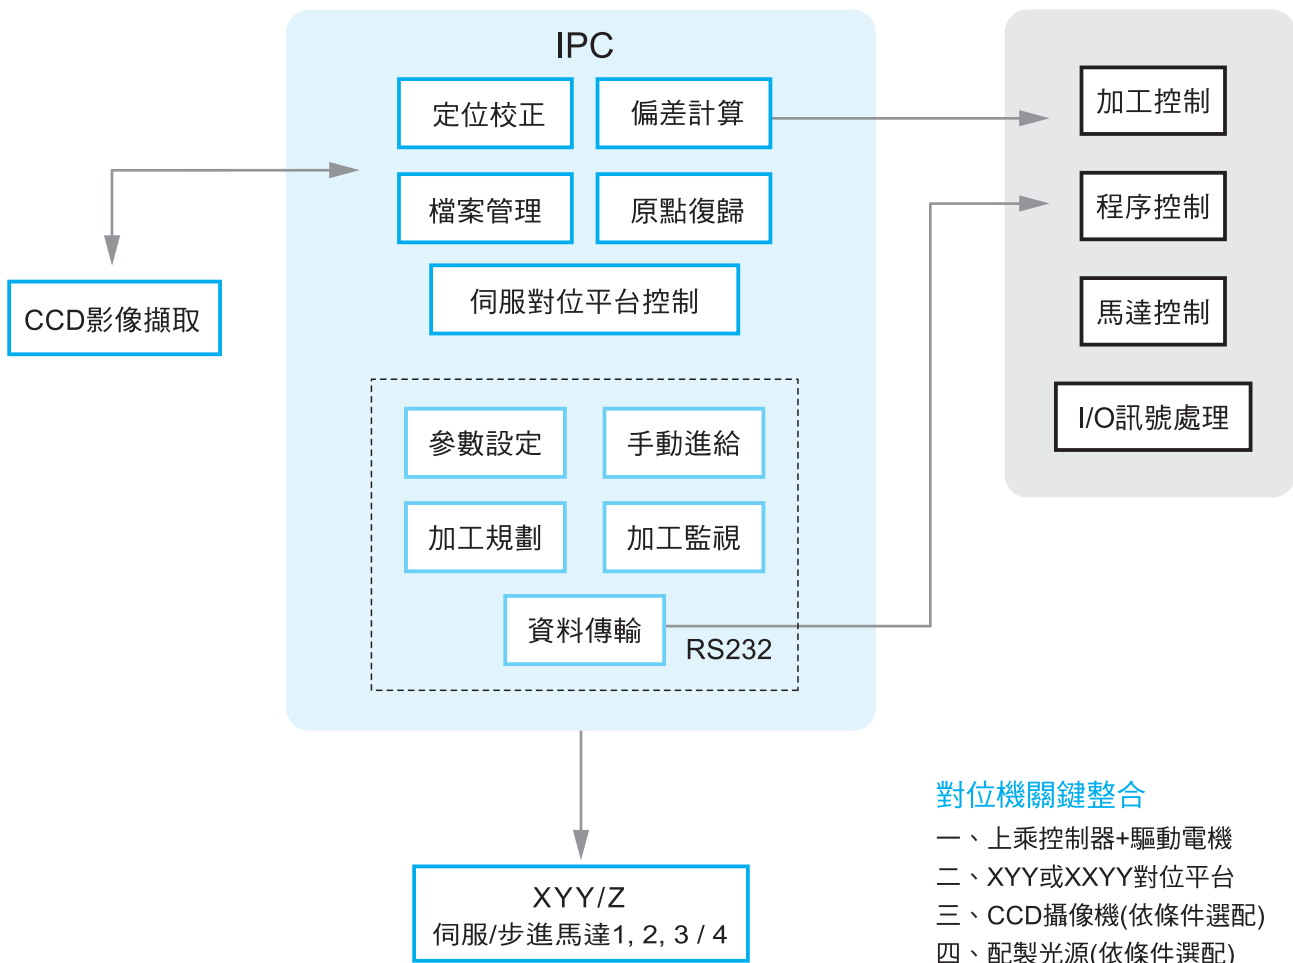 IPC
定位校正
偏差計算
檔案管理
原點復歸
伺服對位平台控制
CCD影像擷取
參數設定
手動進給
加工規劃
加工監視
資料傳輸
RS232
加工控制
程序控制
馬達控制
I/O訊號處理
XYY/Z
伺服/步進馬達1, 2, 3 / 4
對位機關鍵整合
一、上乘控制器+驅動電機
二、XYY或XXYY對位平台
三、CCD攝像機(依條件選配)
四、配製光源(依條件選配)